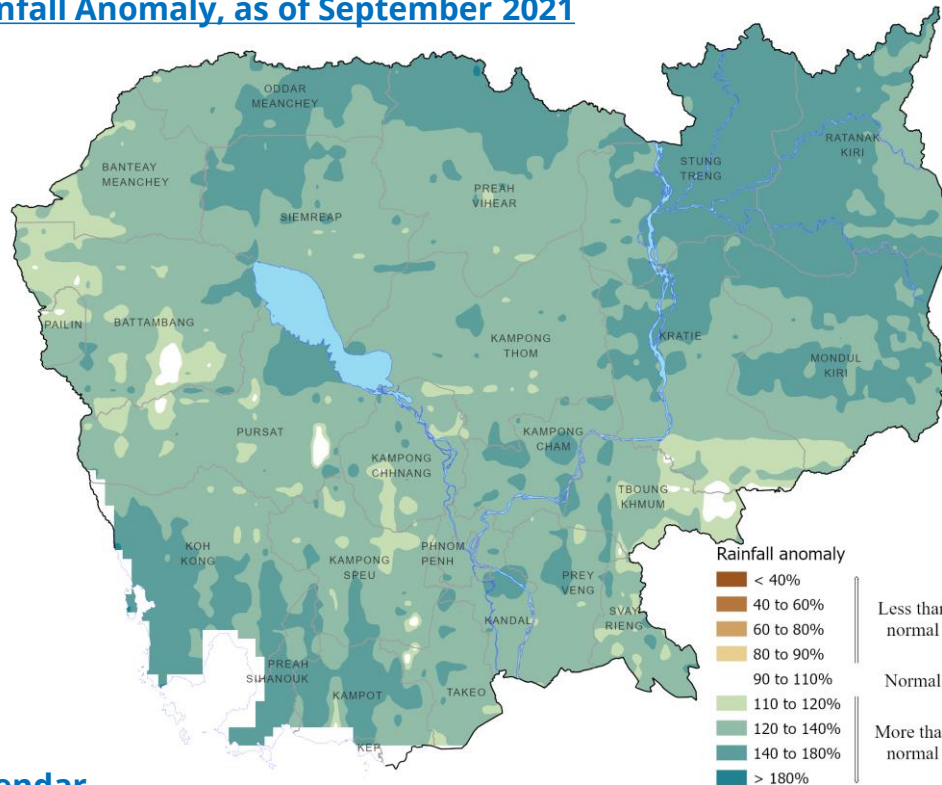 nfall Anomaly, as of September 2021
ODDAR
MEANCHEY
RATANAK
KIRI
BANTEAY
MEANCHEY
STUNG
TRENG
PREAH
VIHEAR
SIEMREAP
PAILIN
BATTAMBANG
KAMPONG
THOM
KRATIE
MONDUL
KIRI
PURSAT
KAMPONG
CHAM
KAMPONG
CHHNANG
TBOUNG
KHMUM
KOH
KONG
KAMPONG
SPEU
PHNOM
PENH
PREY
VENG
KANDAL
SVAY
RIENG
PREAH
SIHANOUK
KAMPOT
TAKEO
KEP
Rainfall anomaly
< 40%
40 to 60%
60 to 80%
80 to 90%
90 to 110%
110 to 120%
120 to 140%
140 to 180%
> 180%
Less than
normal
Normal
More than
normal
endar